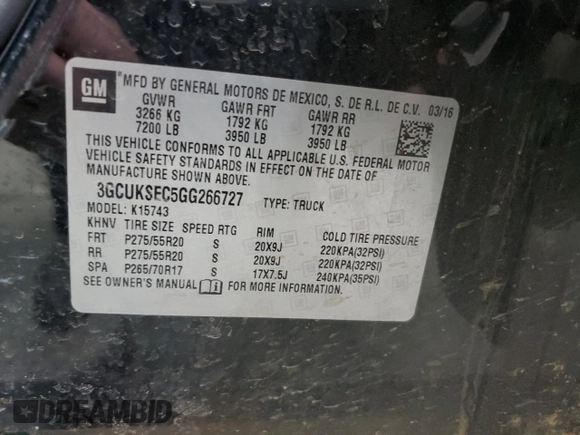 GM
*MFD BY GENERAL MOTORS DE MEXICO, S. DE R.L. DE C.V. 03/16
GVWR GAWR FRT GAWR RR
3266 KG 1792 KG 1792 KG
7200 LB 3950 LB 3950 LB
THIS VEHICLE CONFORMS TO ALL APPLICABLE U.S. FEDERAL MOTOR
VEHICLE SAFETY STANDARDS IN EFFECT ON THE DATE OF
MANUFACTURE SHOWN ABOVE.
3GCUKSEC5GG266727 TYPE: TRUCK
MODEL: K15743
KHNV TIRE SIZE SPEED RTG RIM COLD TIRE PRESSURE
FRT P275/55R20 S 20X9J 220KPA(32PSI)
RR P275/55R20 S 20X9J 220KPA(32PSI)
SPA P265/70R17 S 17X7.5J 240KPA(35PSI)
SEE OWNER'S MANUAL FOR MORE INFORMATION.
DREAMBID